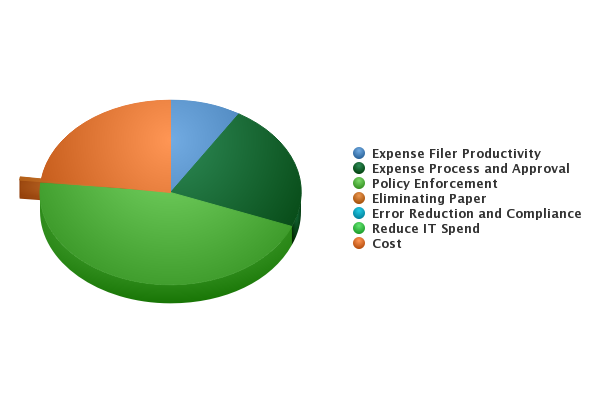 Expense Filer Productivity
Expense Process and Approval
Policy Enforcement
Eliminating Paper
Error Reduction and Compliance
Reduce IT Spend
Cost